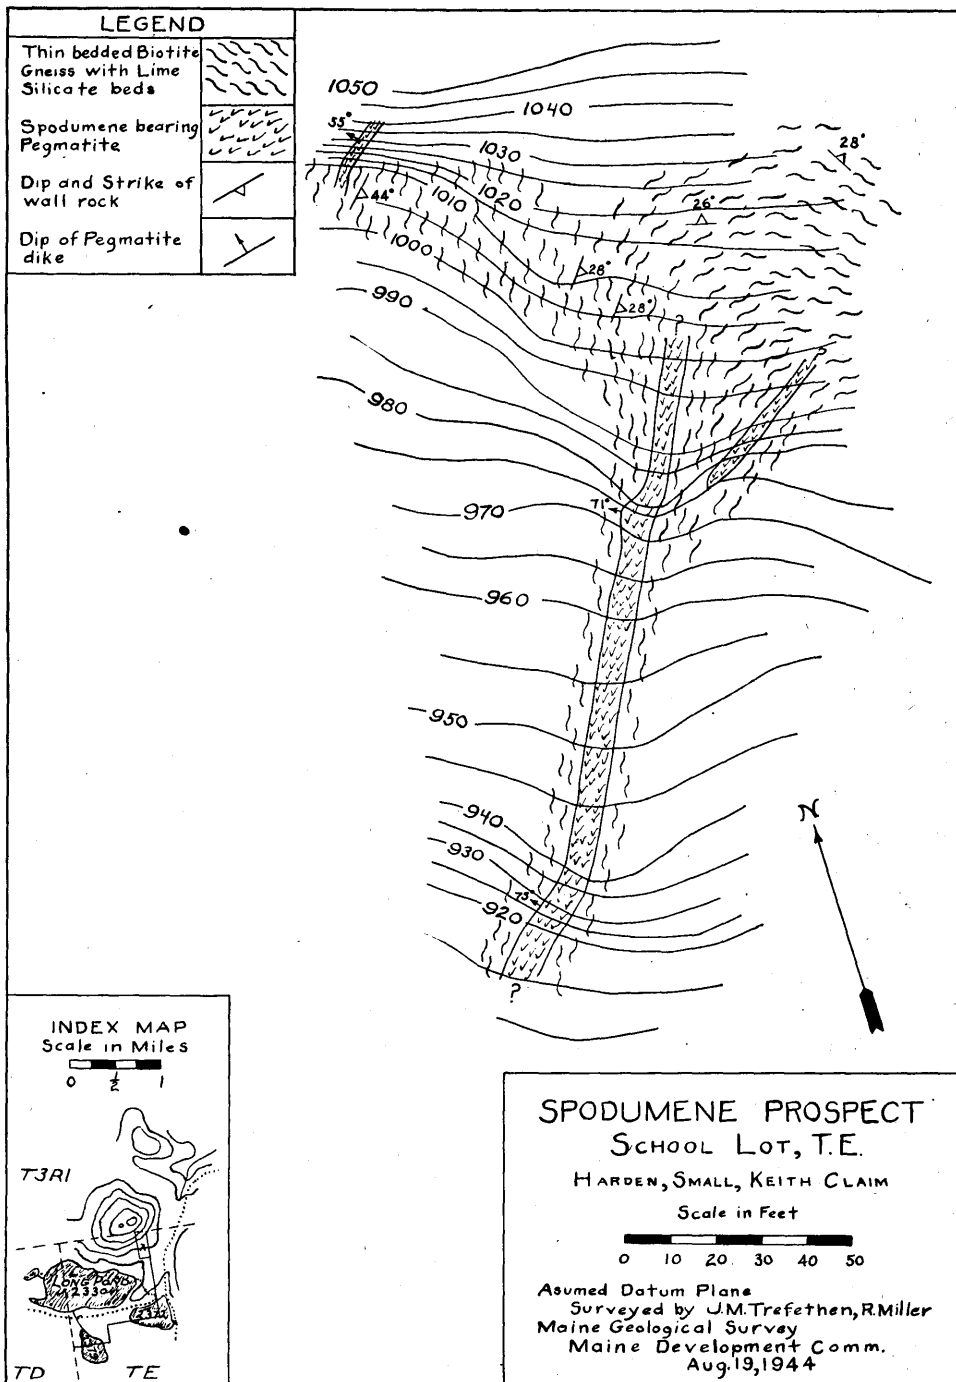 LEGEND
Thin bedded Biotite
Gneiss with Lime
Silicate beds
Spodumene bearing
Pegmatite
Dip and Strike of
wall rock
Dip of Pegmatite
dike
1050
1040
55°
1030
28°
44°
1010
1020
26°
1000
28°
990
28°
?
?
980
71°
970
960
950
940
930
75°
920
?
N
INDEX MAP
Scale in Miles
0 1/2 1
T3R1
LONG POND
2330
TD
TE
SPODUMENE PROSPECT
SCHOOL LOT, T.E.
HARDEN, SMALL, KEITH CLAIM
Scale in Feet
0 10 20 30 40 50
Asumed Datum Plane
Surveyed by J.M.Trefethen, R.Miller
Maine Geological Survey
Maine Development Comm.
Aug.19,1944